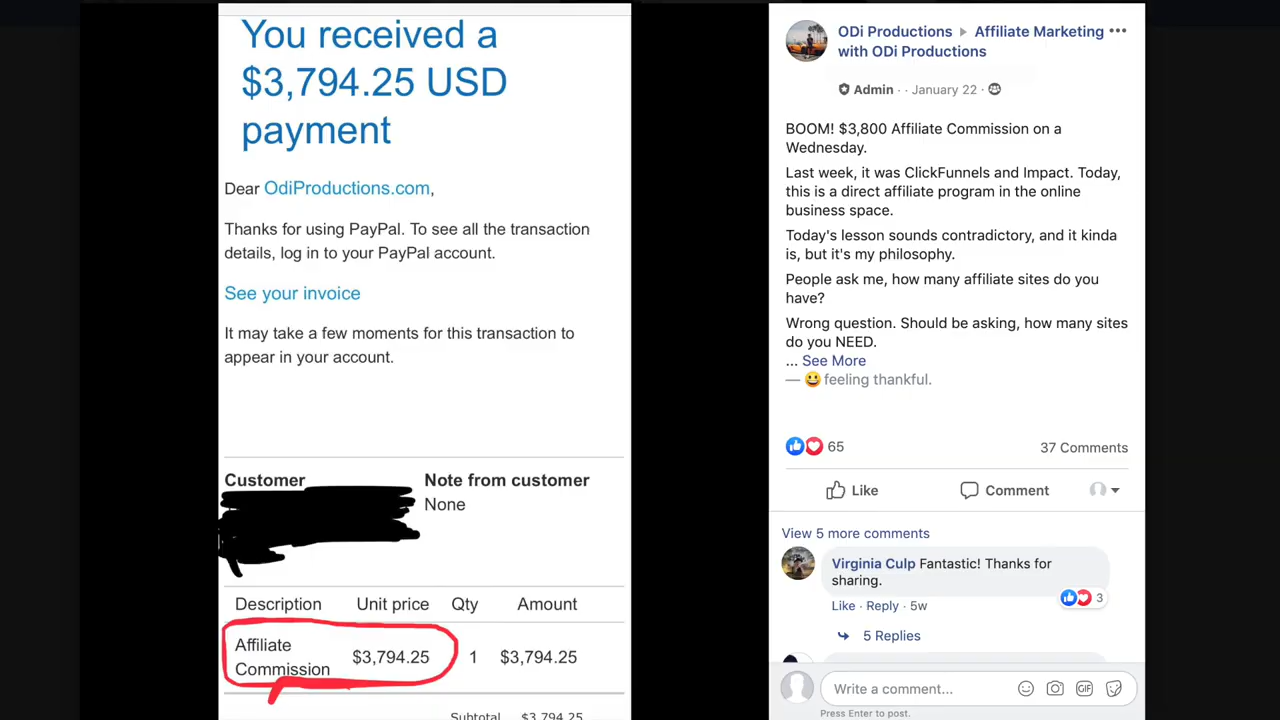 You received a
$3,794.25 USD
payment
Dear OdiProductions.com,
Thanks for using PayPal. To see all the transaction
details, log in to your PayPal account.
See your invoice
It may take a few moments for this transaction to
appear in your account.
Customer
Note from customer
None
Description Unit price Qty Amount
Affiliate
Commission $3,794.25 1 $3,794.25
Subtotal $3,794.25
ODi Productions ▸ Affiliate Marketing
with ODi Productions
Admin · · January 22 ·
BOOM! $3,800 Affiliate Commission on a
Wednesday.
Last week, it was ClickFunnels and Impact. Today,
this is a direct affiliate program in the online
business space.
Today's lesson sounds contradictory, and it kinda
is, but it's my philosophy.
People ask me, how many affiliate sites do you
have?
Wrong question. Should be asking, how many sites
do you NEED.
... See More
— 😀 feeling thankful.
65 37 Comments
Like Comment
View 5 more comments
Virginia Culp Fantastic! Thanks for
sharing.
3
Like · Reply · 5w
5 Replies
Write a comment...
GIF
Press Enter to post.